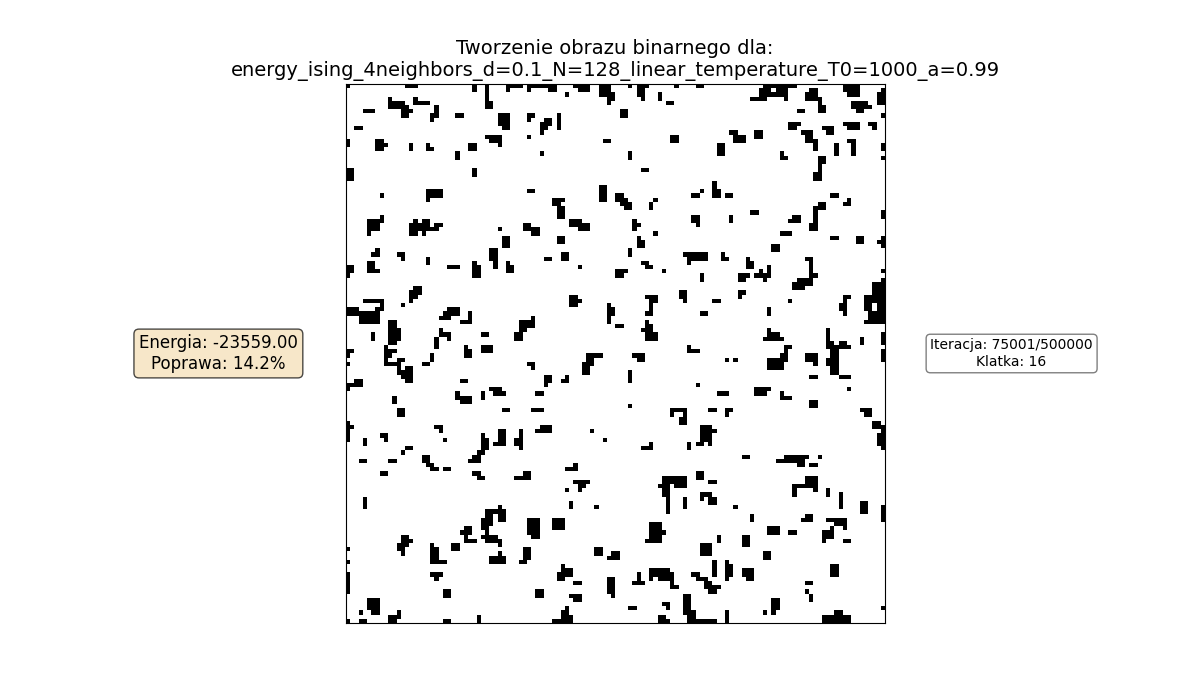 Tworzenie obrazu binarnego dla:
energy_ising_4neighbors_d=0.1_N=128_linear_temperature_T0=1000_a=0.99
Energia: -23559.00
Poprawa: 14.2%
Iteracja: 75001/500000
Klatka: 16